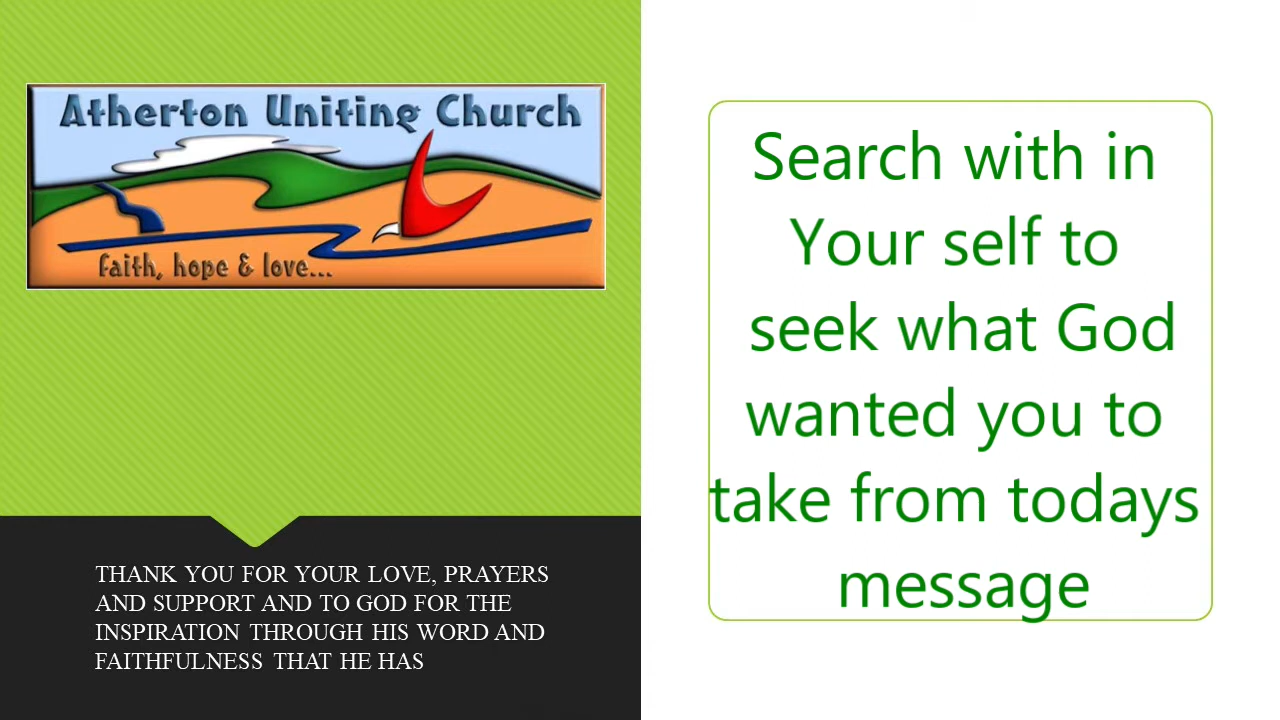 Atherton Uniting Church
faith, hope & love...
THANK YOU FOR YOUR LOVE, PRAYERS
AND SUPPORT AND TO GOD FOR THE
INSPIRATION THROUGH HIS WORD AND
FAITHFULNESS THAT HE HAS
Search with in
Your self to
seek what God
wanted you to
take from todays
message